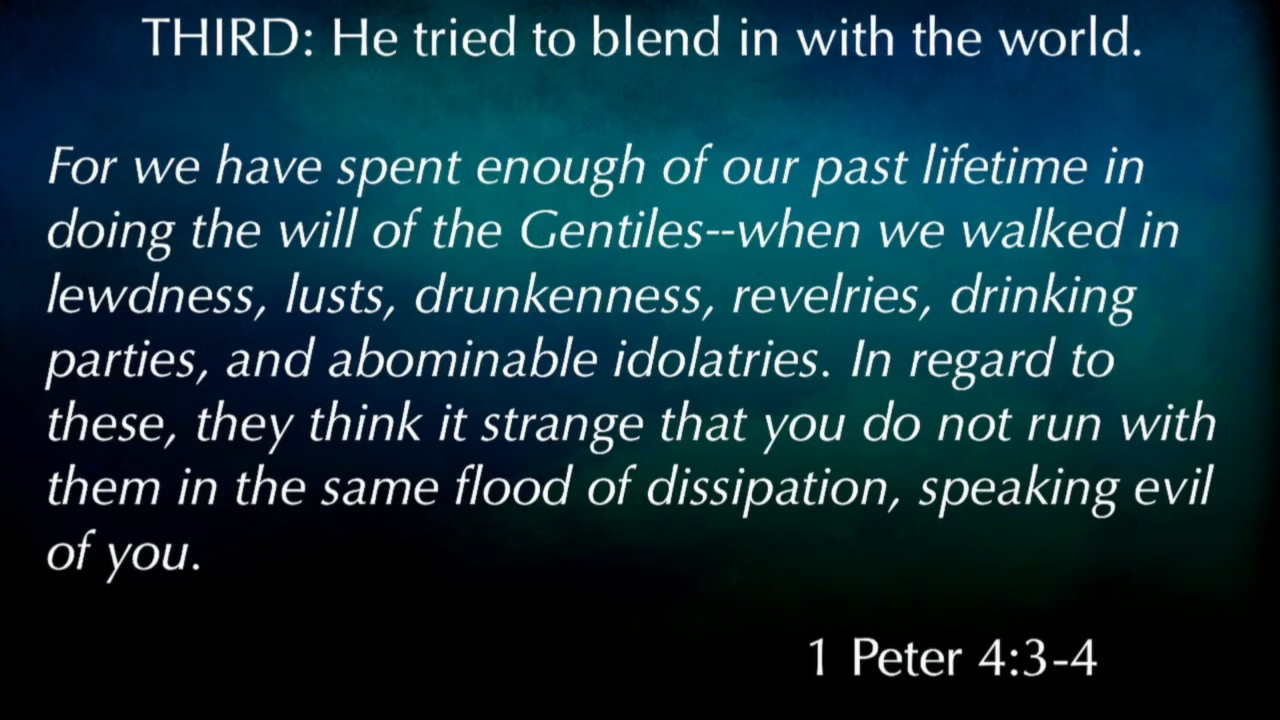 THIRD: He tried to blend in with the world.
For we have spent enough of our past lifetime in
doing the will of the Gentiles--when we walked in
lewdness, lusts, drunkenness, revelries, drinking
parties, and abominable idolatries. In regard to
these, they think it strange that you do not run with
them in the same flood of dissipation, speaking evil
of you.
1 Peter 4:3-4